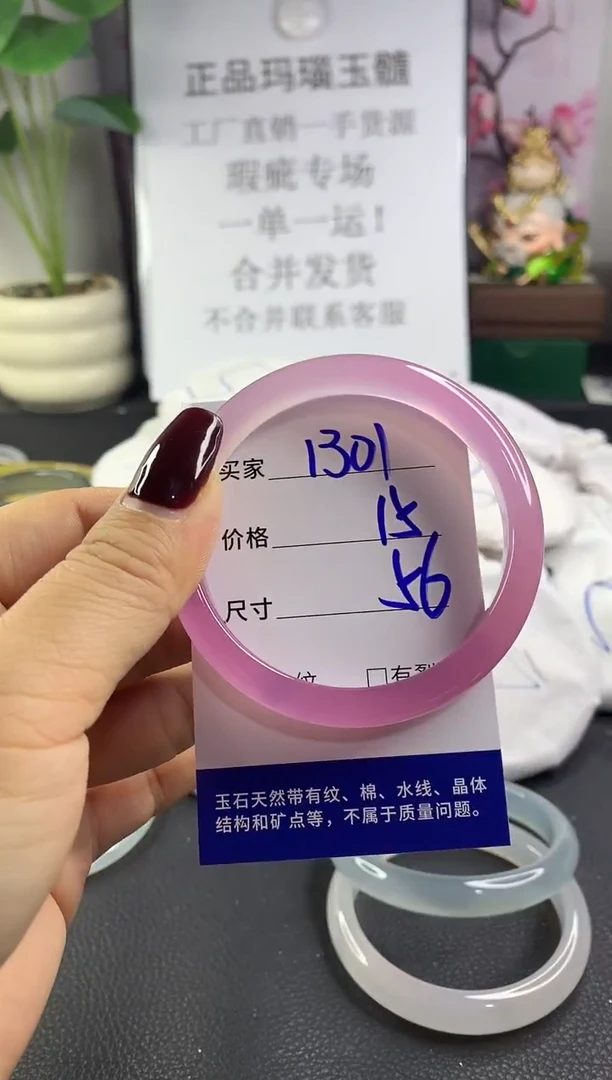 正品玛瑙玉髓
工厂直销一手货源
瑕疵专场
一单一运!
合并发货
不合并联系客服
买家 1301
价格 15
尺寸 56
纹 □有裂
玉石天然带有纹、棉、水线、晶体
结构和矿点等，不属于质量问题。